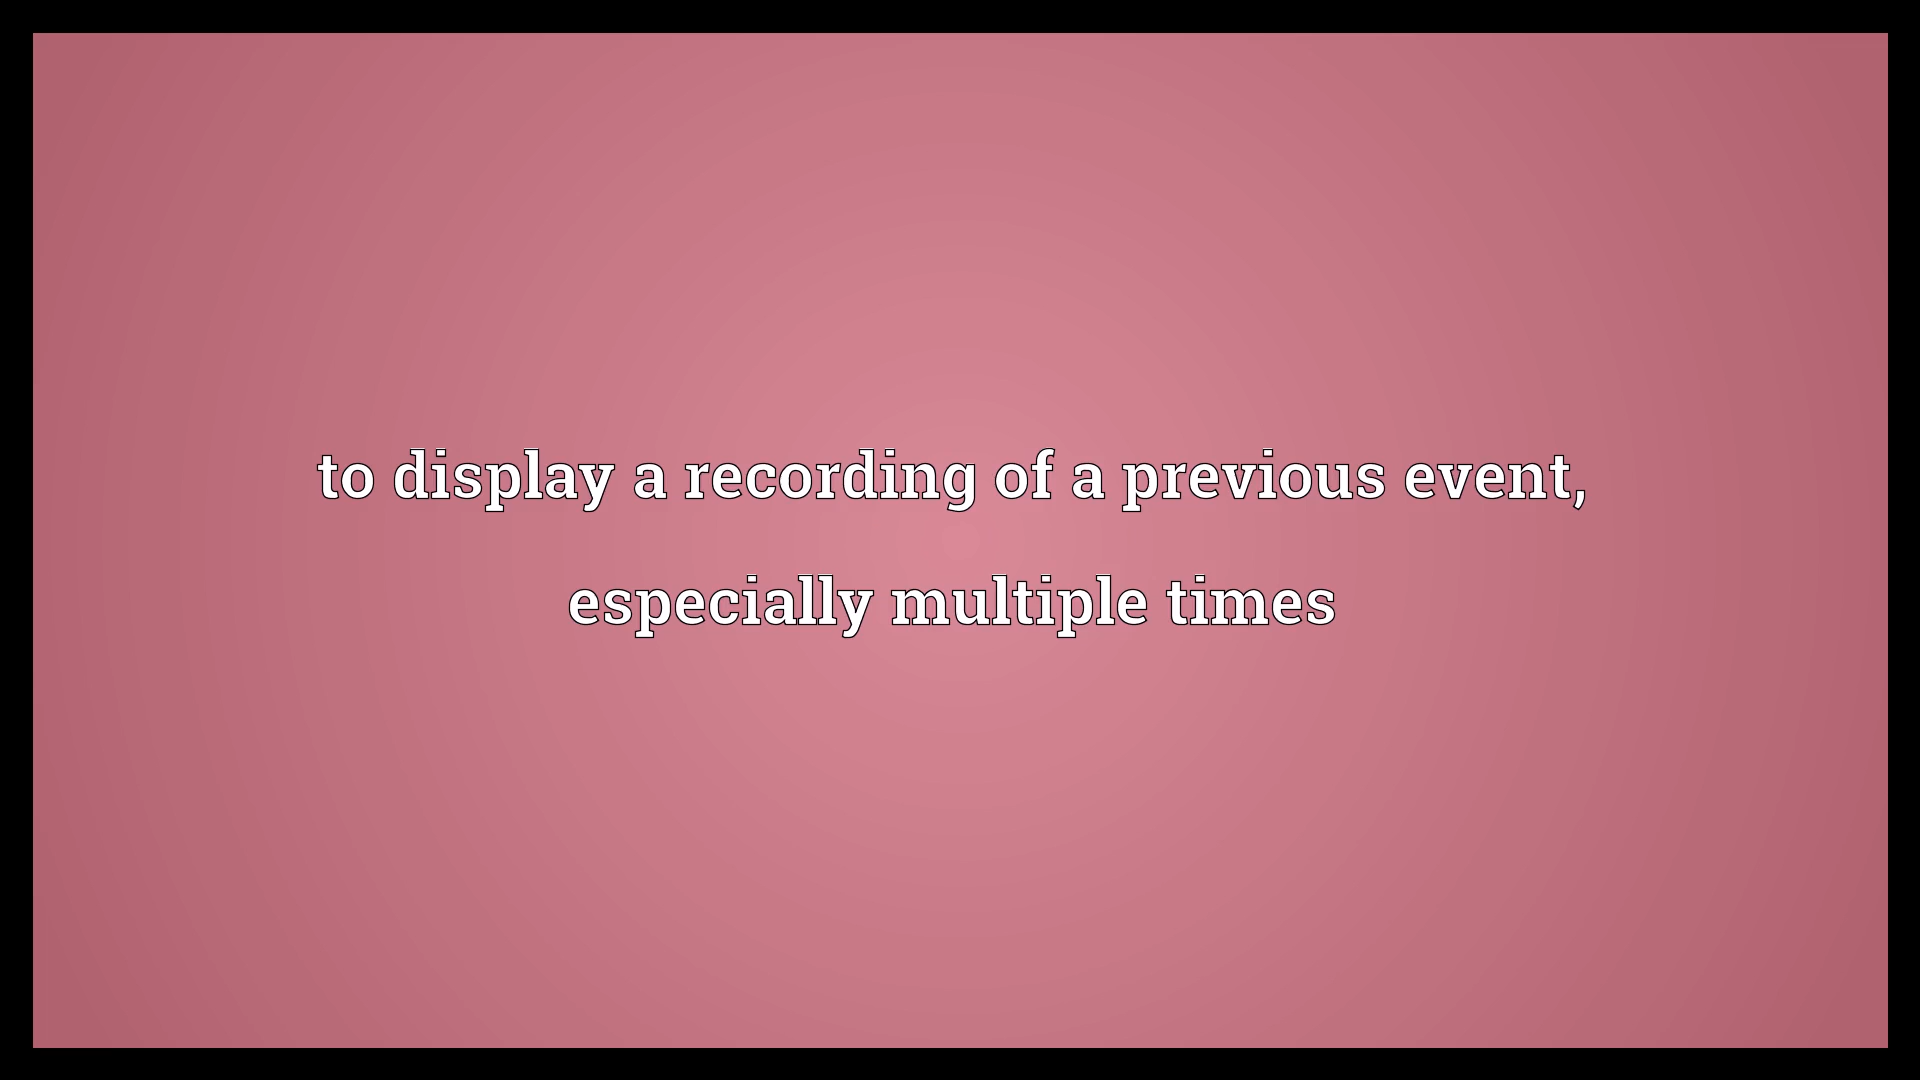 to display a recording of a previous event,
especially multiple times